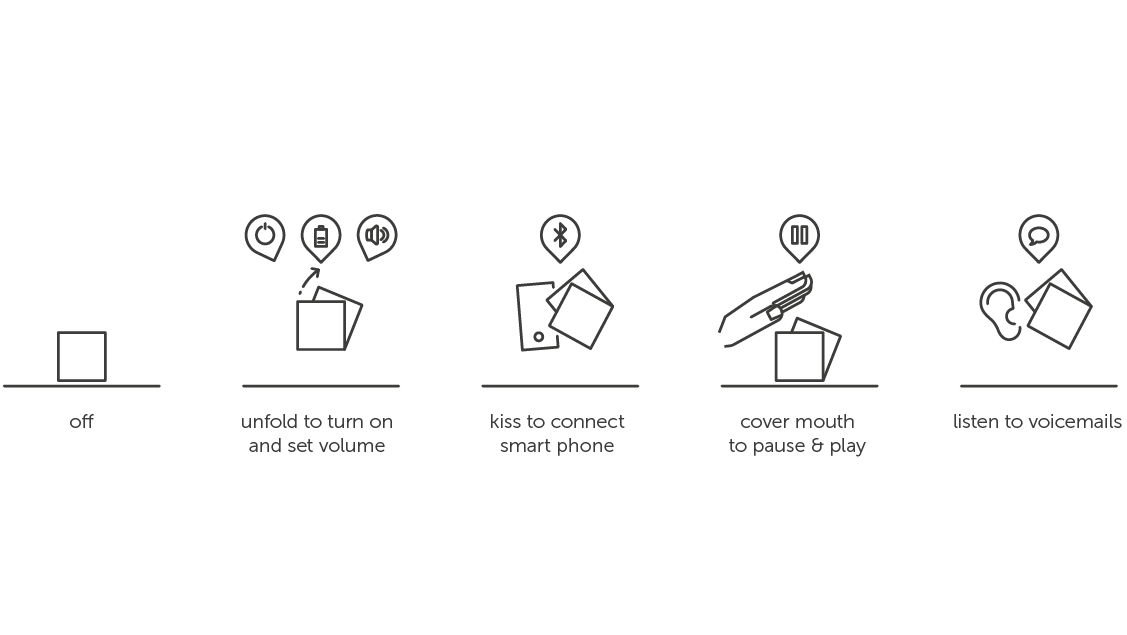 off
unfold to turn on
and set volume
kiss to connect
smart phone
cover mouth
to pause & play
listen to voicemails